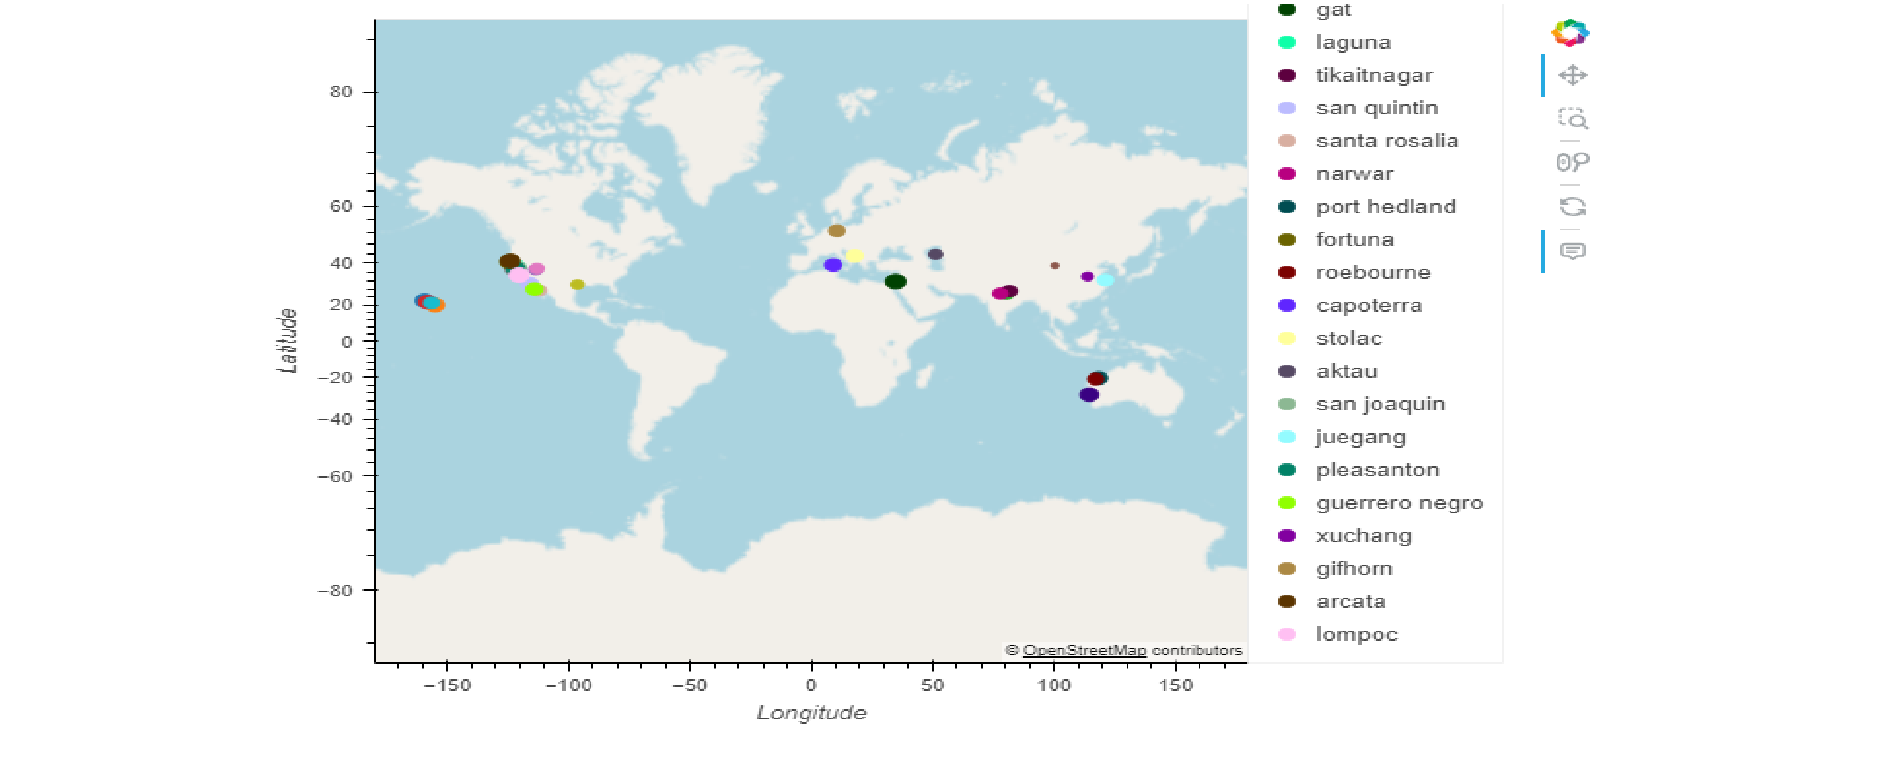 gat
laguna
tikaitnagar
san quintin
santa rosalia
narwar
port hedland
fortuna
roebourne
capoterra
stolac
aktau
san joaquin
juegang
pleasanton
guerrero negro
xuchang
gifhorn
arcata
lompoc
80
60
40
20
0
−20
−40
−60
−80
Latitude
© OpenStreetMap contributors
−150 −100 −50 0 50 100 150
Longitude